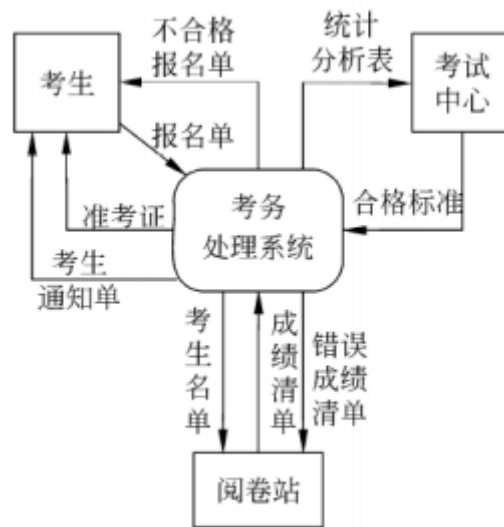 不合格
报名单
统计
分析表
考生
考试
中心
报名单
准考证
考务
处理系统
合格标准
考生
通知单
考生名单
成绩清单
错误
成绩
清单
阅卷站